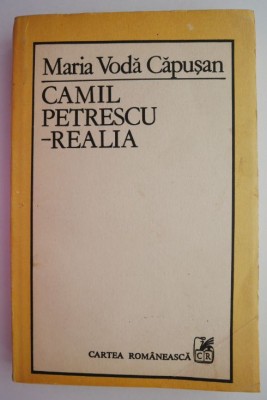 Maria Vodă Căpușan
CAMIL
PETRESCU
–REALIA
CARTEA ROMÂNEASCĂ
CR